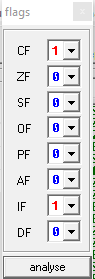 flags
CF 1
ZF 0
SF 0
OF 0
PF 0
AF 0
IF 1
DF 0
analyse